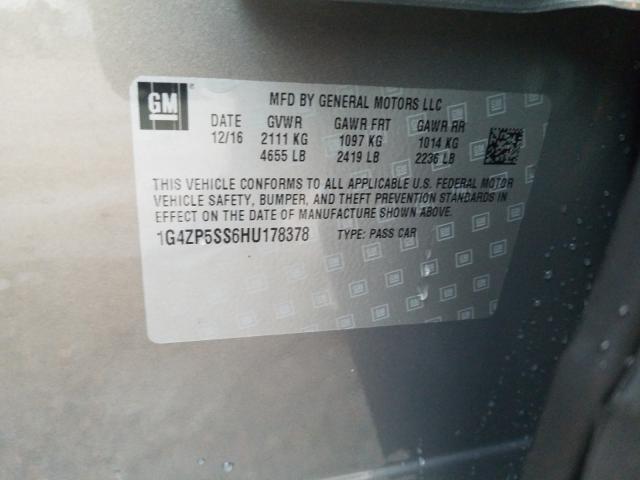 GM
MFD BY GENERAL MOTORS LLC
DATE GVWR GAWR FRT GAWR RR
12/16 2111 KG 1097 KG 1014 KG
4655 LB 2419 LB 2236 LB
THIS VEHICLE CONFORMS TO ALL APPLICABLE U.S. FEDERAL MOTOR
VEHICLE SAFETY, BUMPER, AND THEFT PREVENTION STANDARDS IN
EFFECT ON THE DATE OF MANUFACTURE SHOWN ABOVE.
1G4ZP5SS6HU178378 TYPE: PASS CAR